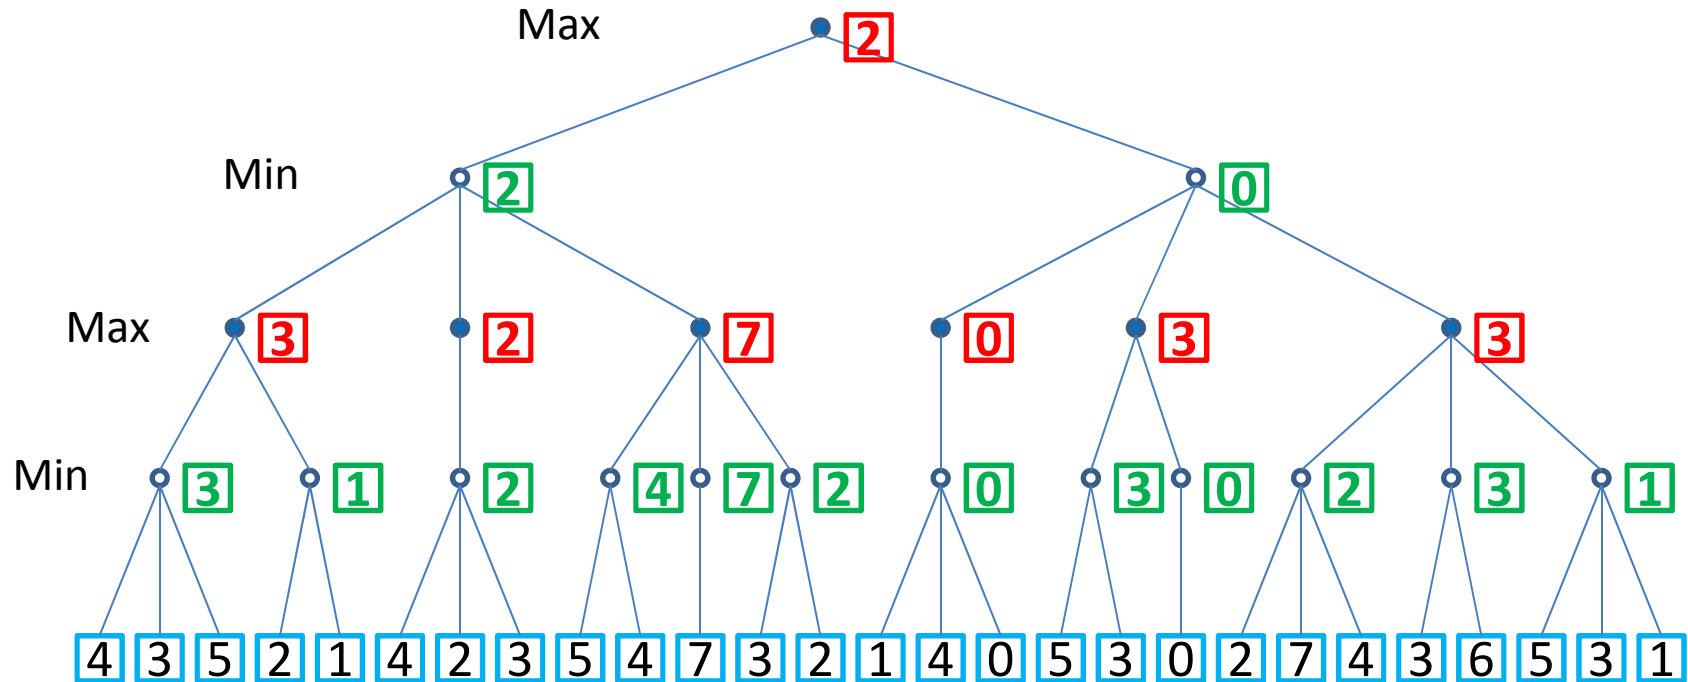 Max 2
Min 2 0
Max 3 2 7 0 3 3
Min 3 1 2 4 7 2 0 3 0 2 3 1
4 3 5 2 1 4 2 3 5 4 7 3 2 1 4 0 5 3 0 2 7 4 3 6 5 3 1